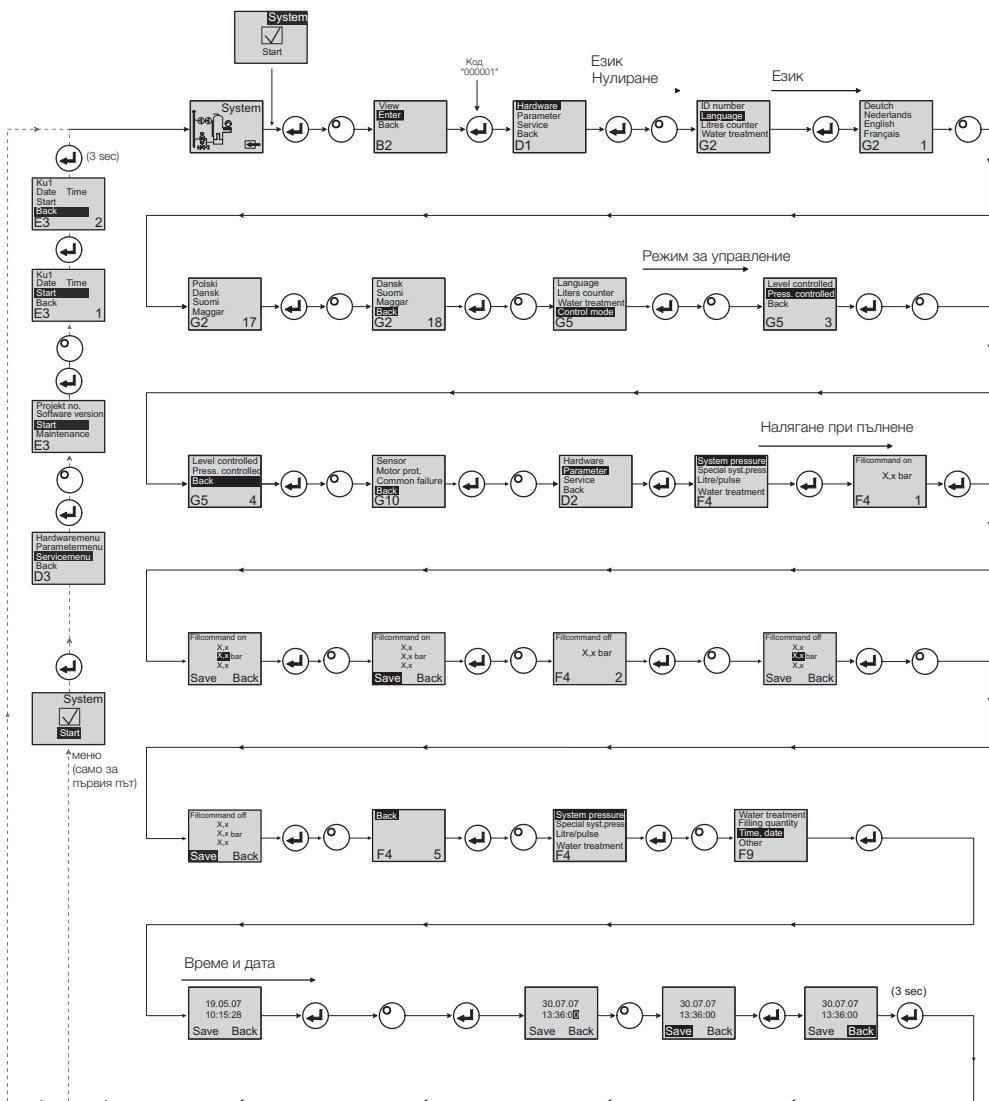 System
Start
Код
"000001"
Език
Нулиране
Език
System
View
Enter
Back
B2
Hardware
Parameter
Service
Back
D1
ID number
Language
Litres counter
Water treatment
G2
Deutch
Nederlands
English
Français
G2 1
(3 sec)
Ku1
Date Time
Start
Back
E3 2
Ku1
Date Time
Start
Back
E3 1
Projekt no.
Software version
Start
Maintenance
E3
Hardwaremenu
Parametermenu
Servicemenu
Back
D3
System
Start
меню
(само за
първия път)
Polski
Dansk
Suomi
Maggar
G2 17
Dansk
Suomi
Maggar
Back
G2 18
Language
Liters counter
Water treatment
Control mode
G5
Режим за управление
Level controlled
Press. controlled
Back
G5 3
Level controlled
Press. controlled
Back
G5 4
Sensor
Motor prot.
Common failure
Back
G10
Hardware
Parameter
Service
Back
D2
System pressure
Special syst.press
Litre/pulse
Water treatment
F4
Налягане при пълнене
Fillcommand on
X,x bar
F4 1
Fillcommand on
X,x
X,x bar
X,x
Save Back
Fillcommand on
X,x
X,x bar
X,x
Save Back
Fillcommand off
X,x bar
F4 2
Fillcommand off
X,x
X,x bar
X,x
Save Back
Fillcommand off
X,x
X,x bar
X,x
Save Back
Back
F4 5
System pressure
Special syst.press
Litre/pulse
Water treatment
F4
Water treatment
Filling quantity
Time, date
Other
F9
Време и дата
19.05.07
10:15:28
Save Back
30.07.07
13:36:00
Save Back
30.07.07
13:36:00
Save Back
30.07.07
13:36:00
Save Back
(3 sec)